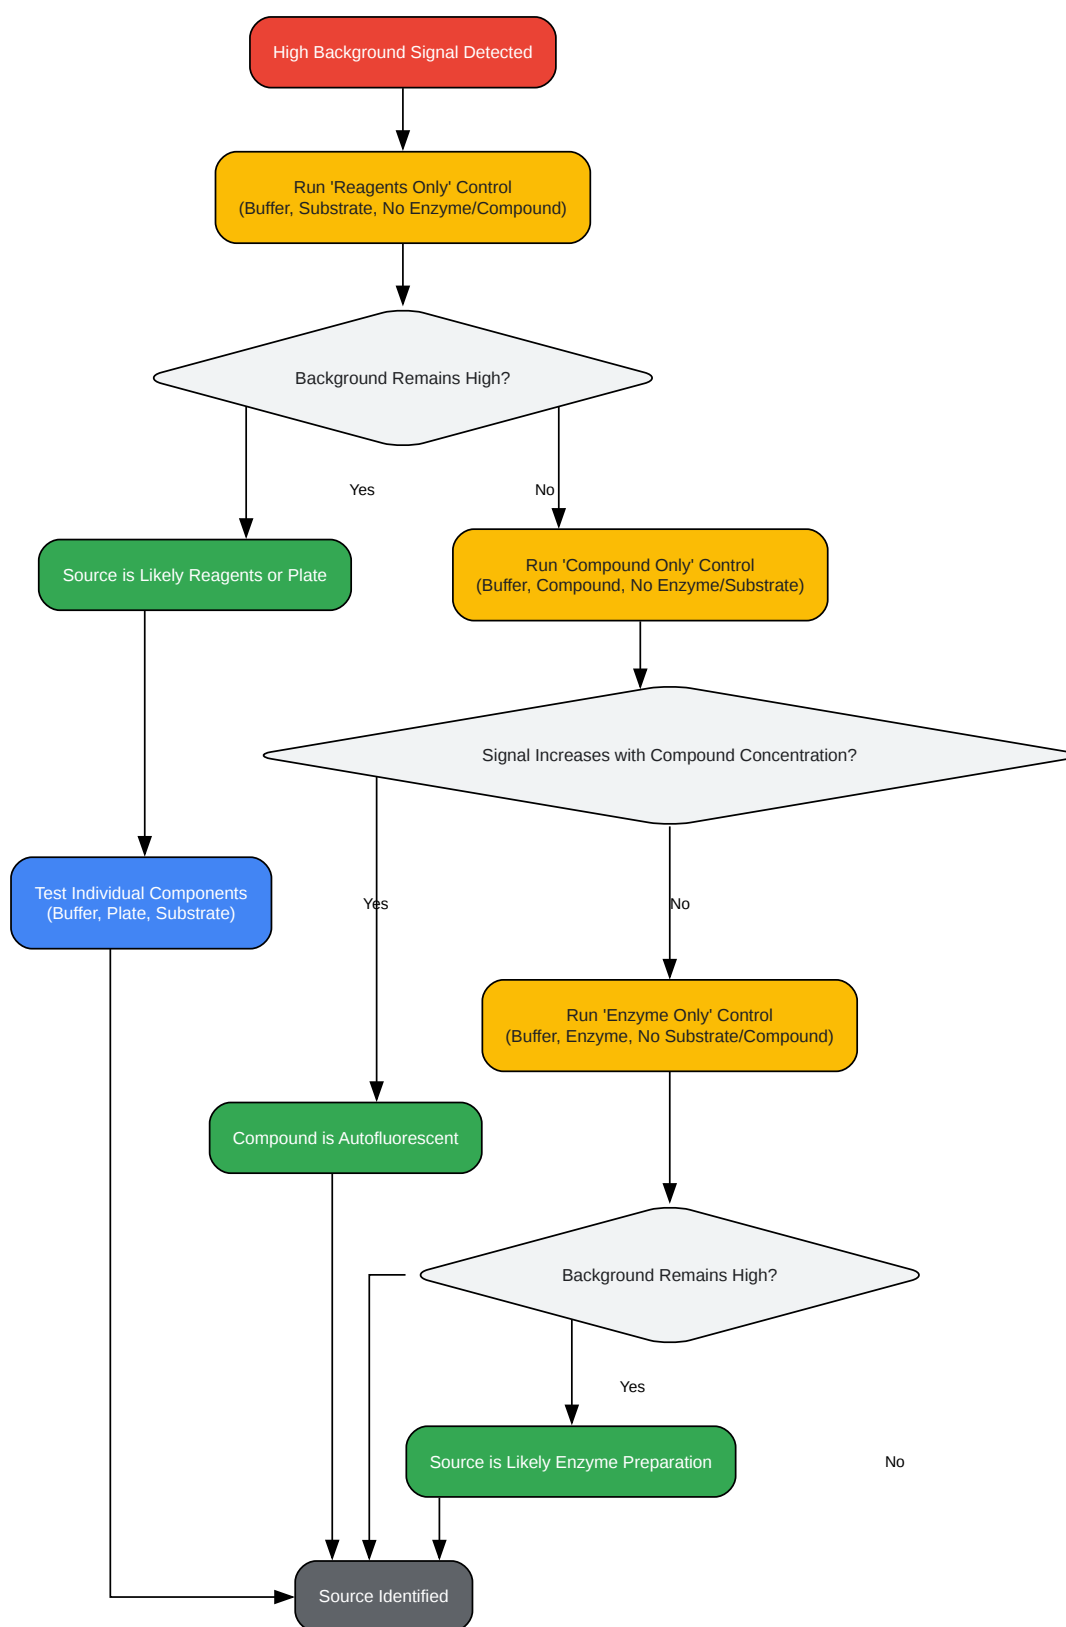 High Background Signal Detected
Run 'Reagents Only' Control
(Buffer, Substrate, No Enzyme/Compound)
Background Remains High?
Yes
No
Source is Likely Reagents or Plate
Run 'Compound Only' Control
(Buffer, Compound, No Enzyme/Substrate)
Signal Increases with Compound Concentration?
Test Individual Components
(Buffer, Plate, Substrate)
Yes
No
Run 'Enzyme Only' Control
(Buffer, Enzyme, No Substrate/Compound)
Compound is Autofluorescent
Background Remains High?
Yes
Source is Likely Enzyme Preparation
No
Source Identified